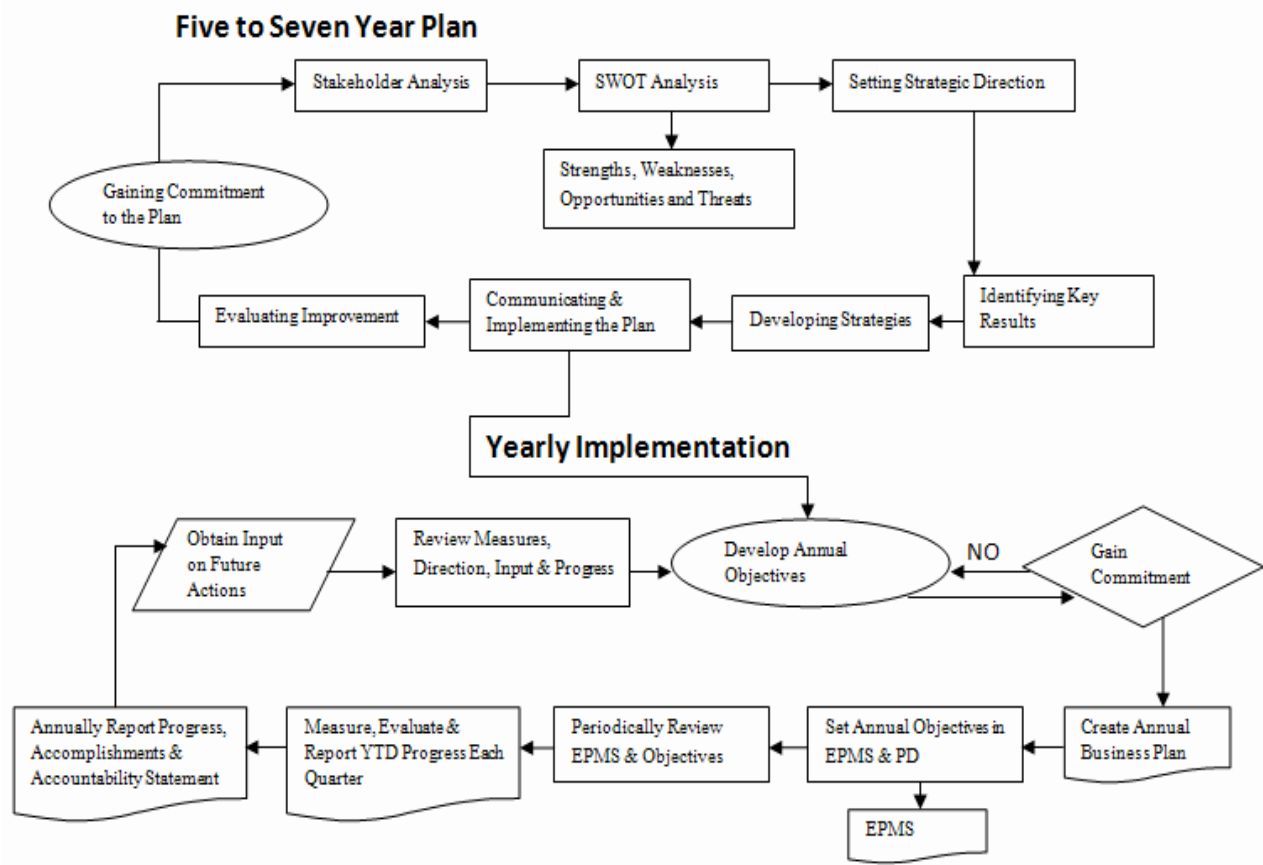 Five to Seven Year Plan
Stakeholder Analysis
SWOT Analysis
Setting Strategic Direction
Strengths, Weaknesses,
Opportunities and Threats
Gaining Commitment
to the Plan
Evaluating Improvement
Communicating &
Implementing the Plan
Developing Strategies
Identifying Key
Results
Yearly Implementation
Obtain Input
on Future
Actions
Review Measures,
Direction, Input & Progress
Develop Annual
Objectives
NO
Gain
Commitment
Annually Report Progress,
Accomplishments &
Accountability Statement
Measure, Evaluate &
Report YTD Progress Each
Quarter
Periodically Review
EPMS & Objectives
Set Annual Objectives in
EPMS & PD
Create Annual
Business Plan
EPMS